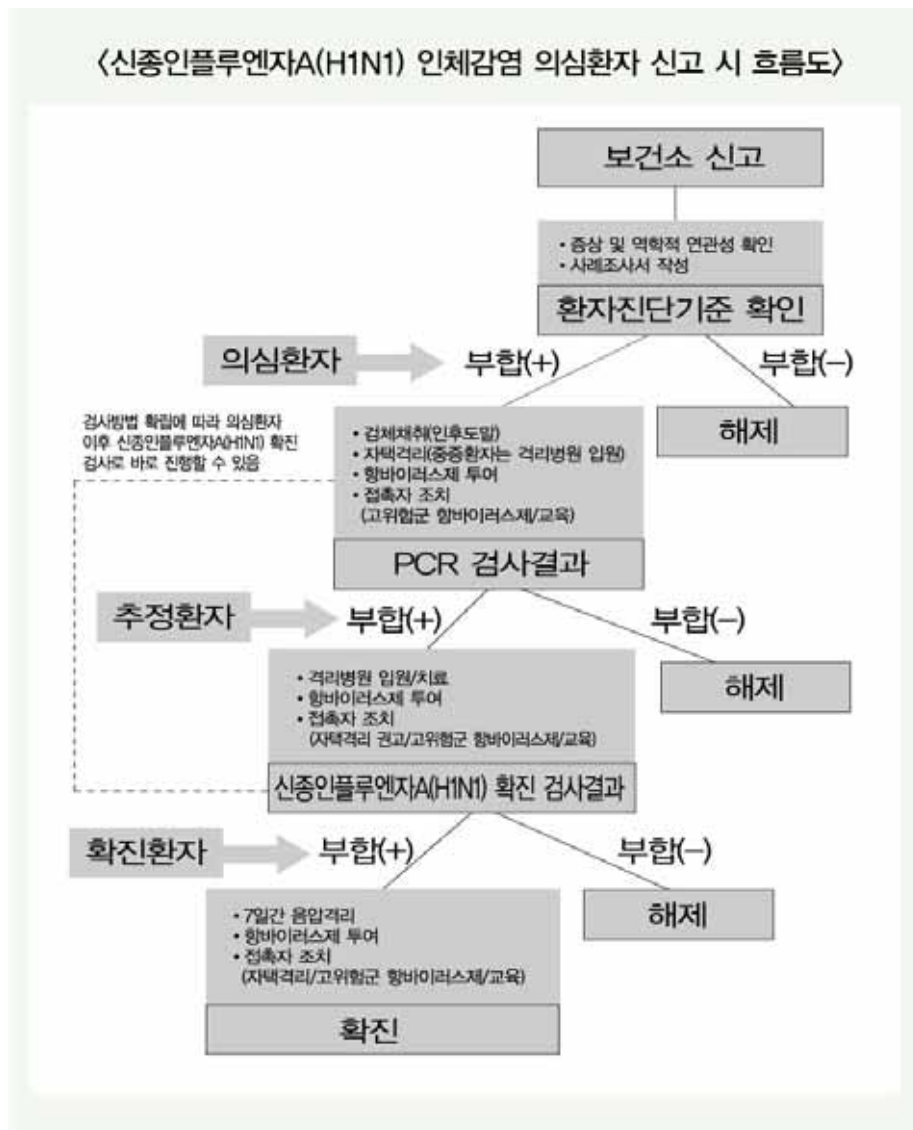 <신종인플루엔자A(H1N1) 인체감염 의심환자 신고 시 흐름도>
보건소 신고
• 증상 및 역학적 연관성 확인
• 사례조사서 작성
환자진단기준 확인
의심환자
부합(+)
부합(-)
해제
검사방법 확립에 따라 의심환자
이후 신종인플루엔자A(H1N1) 확진
검사로 바로 진행할 수 있음
• 검체채취(인후도말)
• 자택격리(중증환자는 격리병원 입원)
• 항바이러스제 투여
• 접촉자 조치
(고위험군 항바이러스제/교육)
PCR 검사결과
추정환자
부합(+)
부합(-)
해제
• 격리병원 입원/치료
• 항바이러스제 투여
• 접촉자 조치
(자택격리 권고/고위험군 항바이러스제/교육)
신종인플루엔자A(H1N1) 확진 검사결과
확진환자
부합(+)
부합(-)
해제
• 7일간 음압격리
• 항바이러스제 투여
• 접촉자 조치
(자택격리/고위험군 항바이러스제/교육)
확진